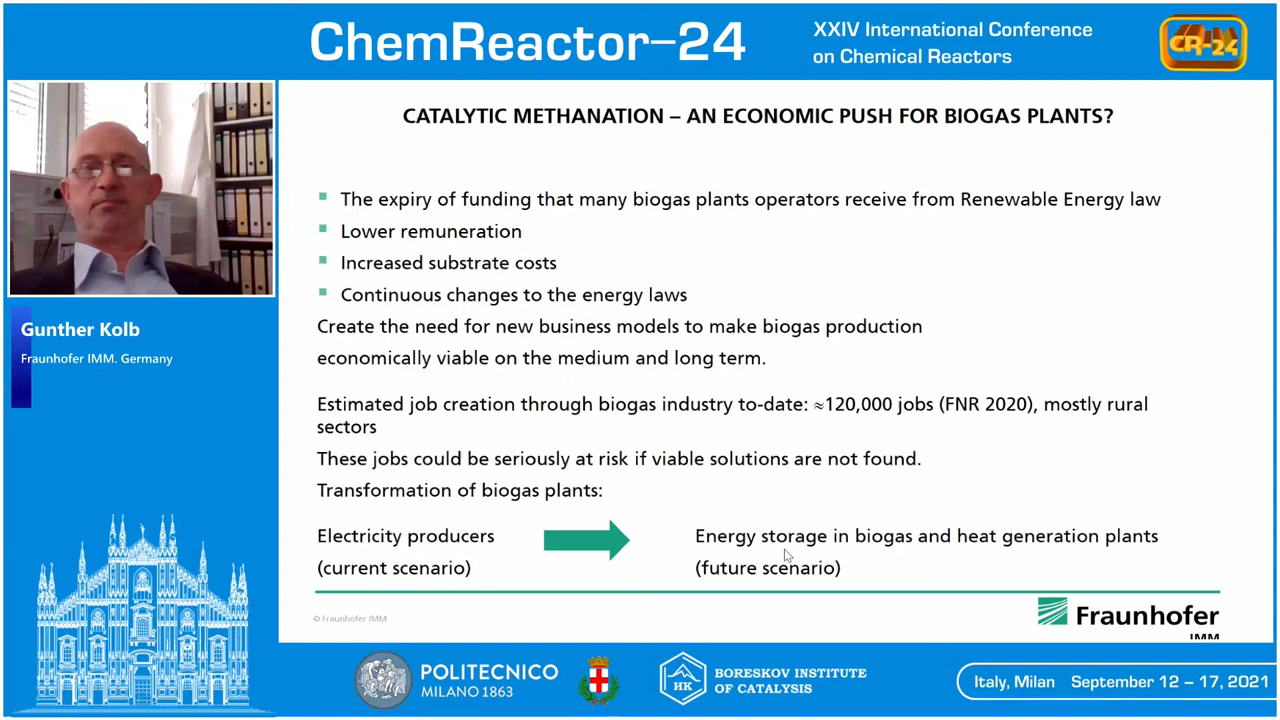 ChemReactor–24
XXIV International Conference
on Chemical Reactors
CR-24
CATALYTIC METHANATION – AN ECONOMIC PUSH FOR BIOGAS PLANTS?
The expiry of funding that many biogas plants operators receive from Renewable Energy law
Lower remuneration
Increased substrate costs
Continuous changes to the energy laws
Create the need for new business models to make biogas production
economically viable on the medium and long term.
Estimated job creation through biogas industry to-date: ≈120,000 jobs (FNR 2020), mostly rural
sectors
These jobs could be seriously at risk if viable solutions are not found.
Transformation of biogas plants:
Electricity producers
(current scenario)
Energy storage in biogas and heat generation plants
(future scenario)
© Fraunhofer IMM
Fraunhofer
IMM
Gunther Kolb
Fraunhofer IMM. Germany
POLITECNICO
MILANO 1863
НК
BORESKOV INSTITUTE
OF CATALYSIS
Italy, Milan September 12 – 17, 2021